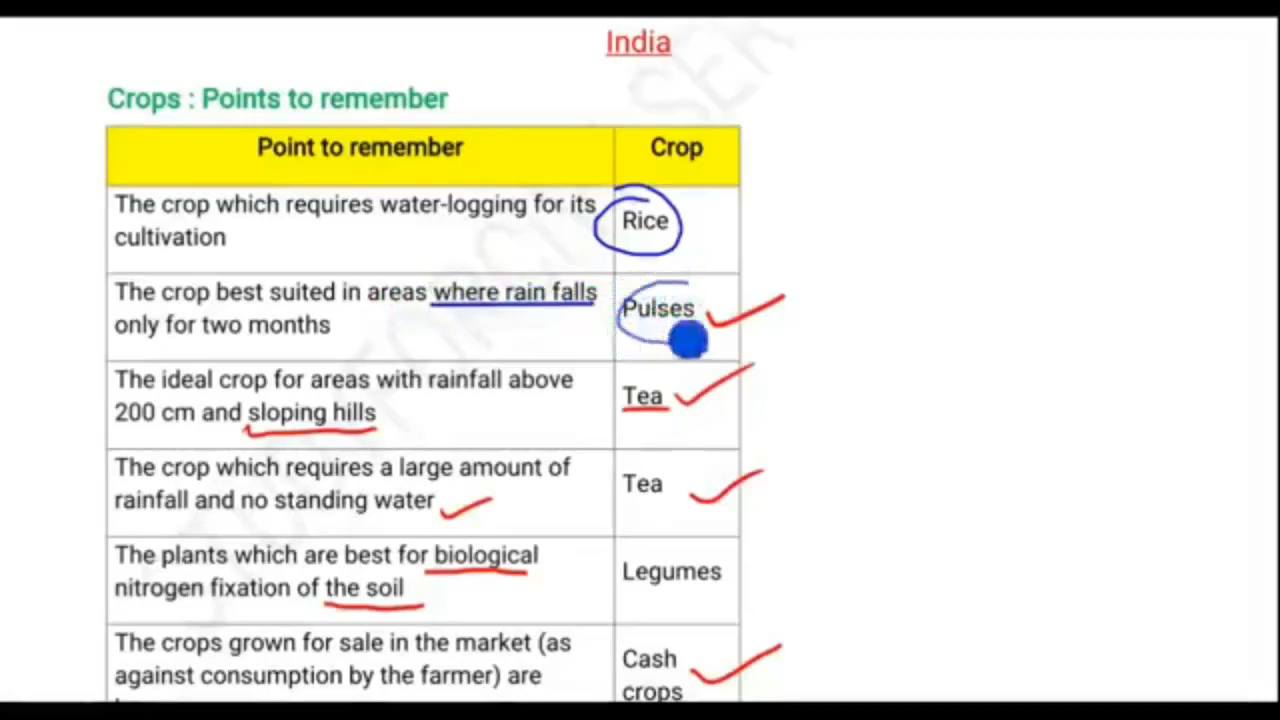 India
Crops : Points to remember
Point to remember
Crop
The crop which requires water-logging for its
cultivation
Rice
The crop best suited in areas where rain falls
only for two months
Pulses
The ideal crop for areas with rainfall above
200 cm and sloping hills
Tea
The crop which requires a large amount of
rainfall and no standing water
Tea
The plants which are best for biological
nitrogen fixation of the soil
Legumes
The crops grown for sale in the market (as
against consumption by the farmer) are
Cash
crops